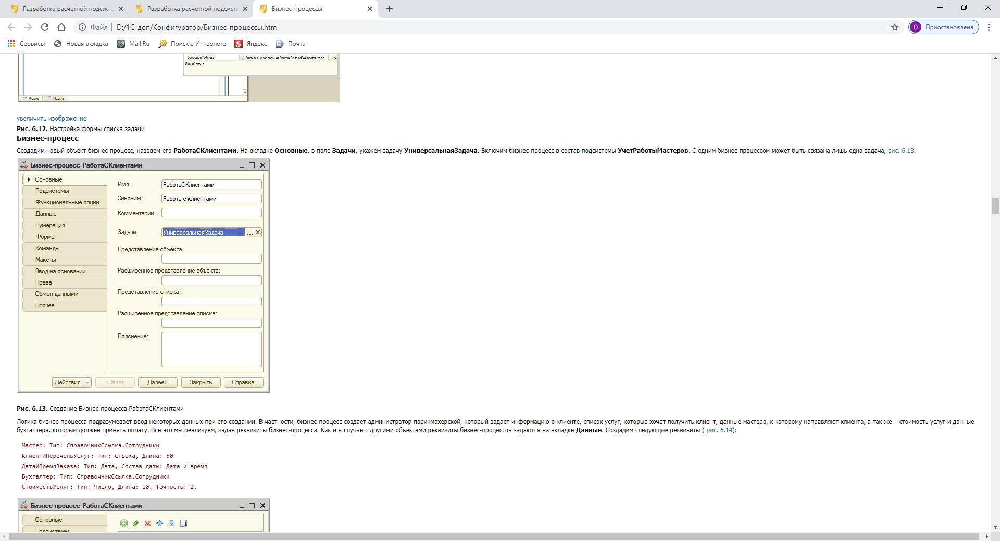 Разработка расчетной подсисте
Разработка расчетной подсисте
Бизнес-процессы
Файл
D:/1С-доп/Конфигуратор/Бизнес-процессы.htm
О
Приостановлена
Сервисы
Новая вкладка
Mail.Ru
Поиск в Интернете
Яндекс
Почта
ОсновнаяТаблица
Задача.УниверсальнаяЗадача.ЗадачиПоИсполнителю
Имя объекта
Форма
Модуль
увеличить изображение
Рис. 6.12. Настройка формы списка задачи
Бизнес-процесс
Создадим новый объект бизнес-процесс, назовем его РаботаСКлиентами. На вкладке Основные, в поле Задачи, укажем задачу УниверсальнаяЗадача. Включим бизнес-процесс в состав подсистемы УчетРаботыМастеров. С одним бизнес-процессом может быть связана лишь одна задача, рис. 6.13.
Бизнес-процесс РаботаСКлиентами
Основные
Подсистемы
Функциональные опции
Данные
Нумерация
Формы
Команды
Макеты
Ввод на основании
Права
Обмен данными
Прочее
Имя:
РаботаСКлиентами
Синоним:
Работа с клиентами
Комментарий:
Задачи:
УниверсальнаяЗадача
...
Представление объекта:
Расширенное представление объекта:
Представление списка:
Расширенное представление списка:
Пояснение:
Действия
<Назад
Далее>
Закрыть
Справка
Рис. 6.13. Создание Бизнес-процесса РаботаСКлиентами
Логика бизнес-процесса подразумевает ввод некоторых данных при его создании. В частности, бизнес-процесс создает администратор парикмахерской, который задает информацию о клиенте, список услуг, которые хочет получить клиент, данные мастера, к которому направляют клиента, а так же – стоимость услуг и данные
бухгалтера, который должен принять оплату. Все это мы реализуем, задав реквизиты бизнес-процесса. Как и в случае с другими объектами реквизиты бизнес-процессов задаются на вкладке Данные. Создадим следующие реквизиты ( рис. 6.14):
Мастер: Тип: СправочникСсылка.Сотрудники
КлиентИПереченьУслуг: Тип: Строка, Длина: 50
ДатаИВремяЗаказа: Тип: Дата, Состав даты: Дата и время
Бухгалтер: Тип: СправочникСсылка.Сотрудники
СтоимостьУслуг: Тип: Число, Длина: 10, Точность: 2.
Бизнес-процесс РаботаСКлиентами
Основные
Подсистемы